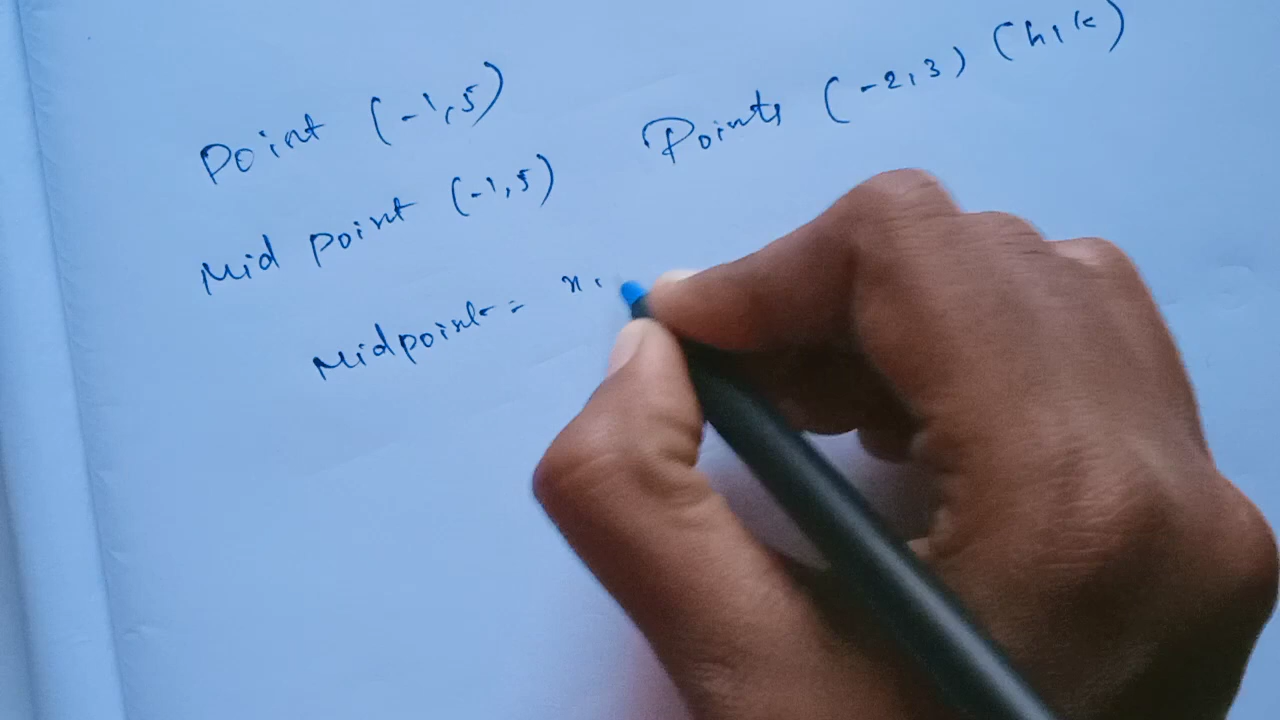 Point (-1,5)
Points (-2,3) (h,k)
Mid point (-1,5)
Midpoint = x,